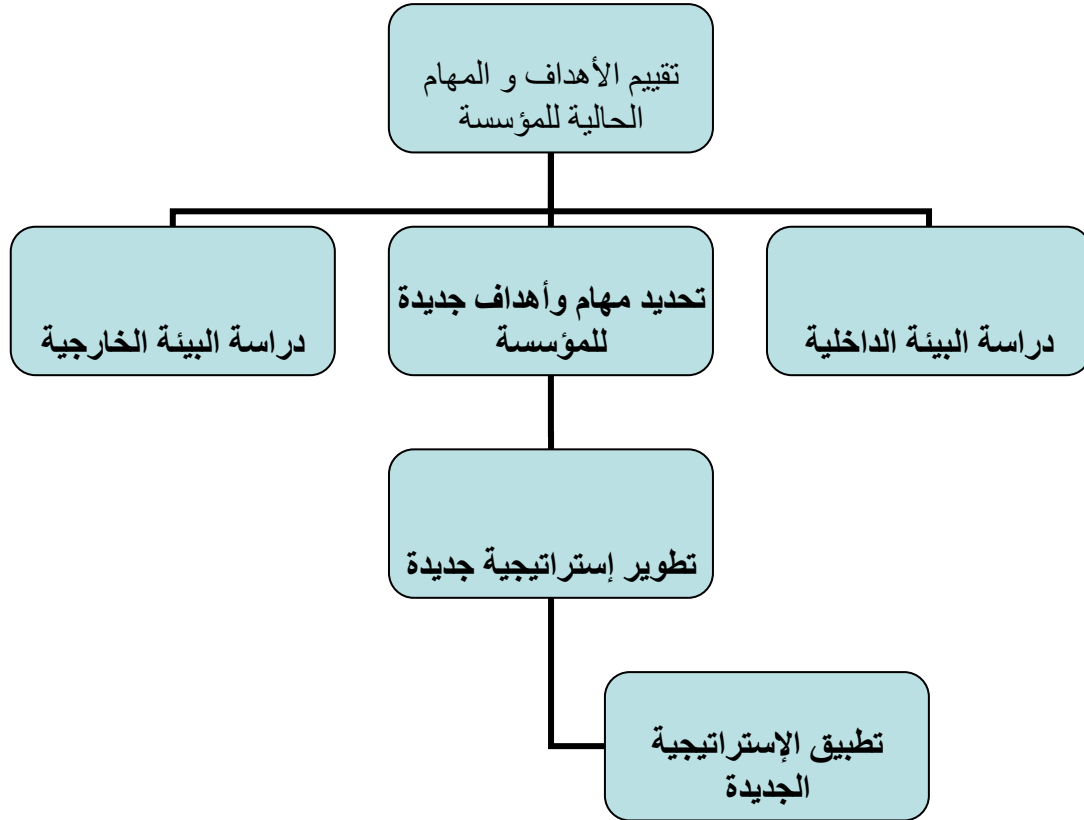 تقييم الأهداف و المهام
الحالية للمؤسسة
دراسة البيئة الداخلية
تحديد مهام وأهداف جديدة
للمؤسسة
دراسة البيئة الخارجية
تطوير إستراتيجية جديدة
تطبيق الإستراتيجية
الجديدة